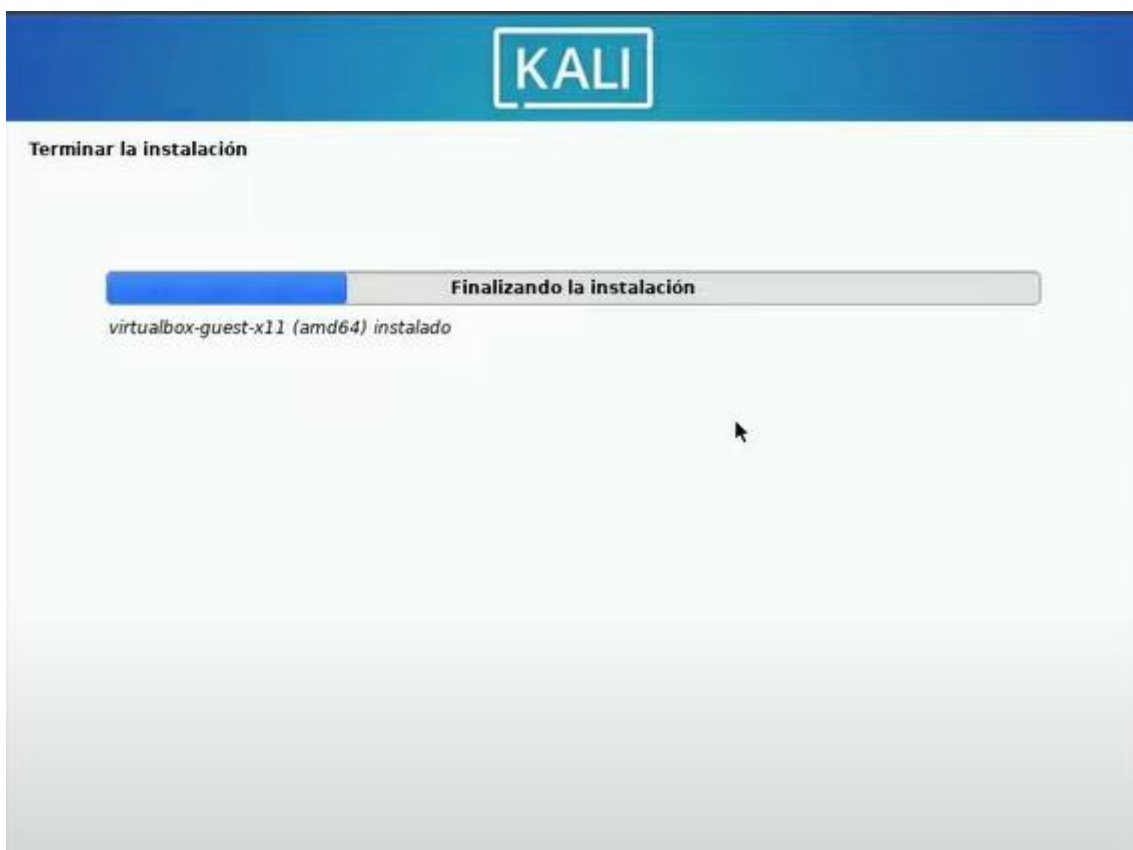 KALI
Terminar la instalación
Finalizando la instalación
virtualbox-guest-x11 (amd64) instalado